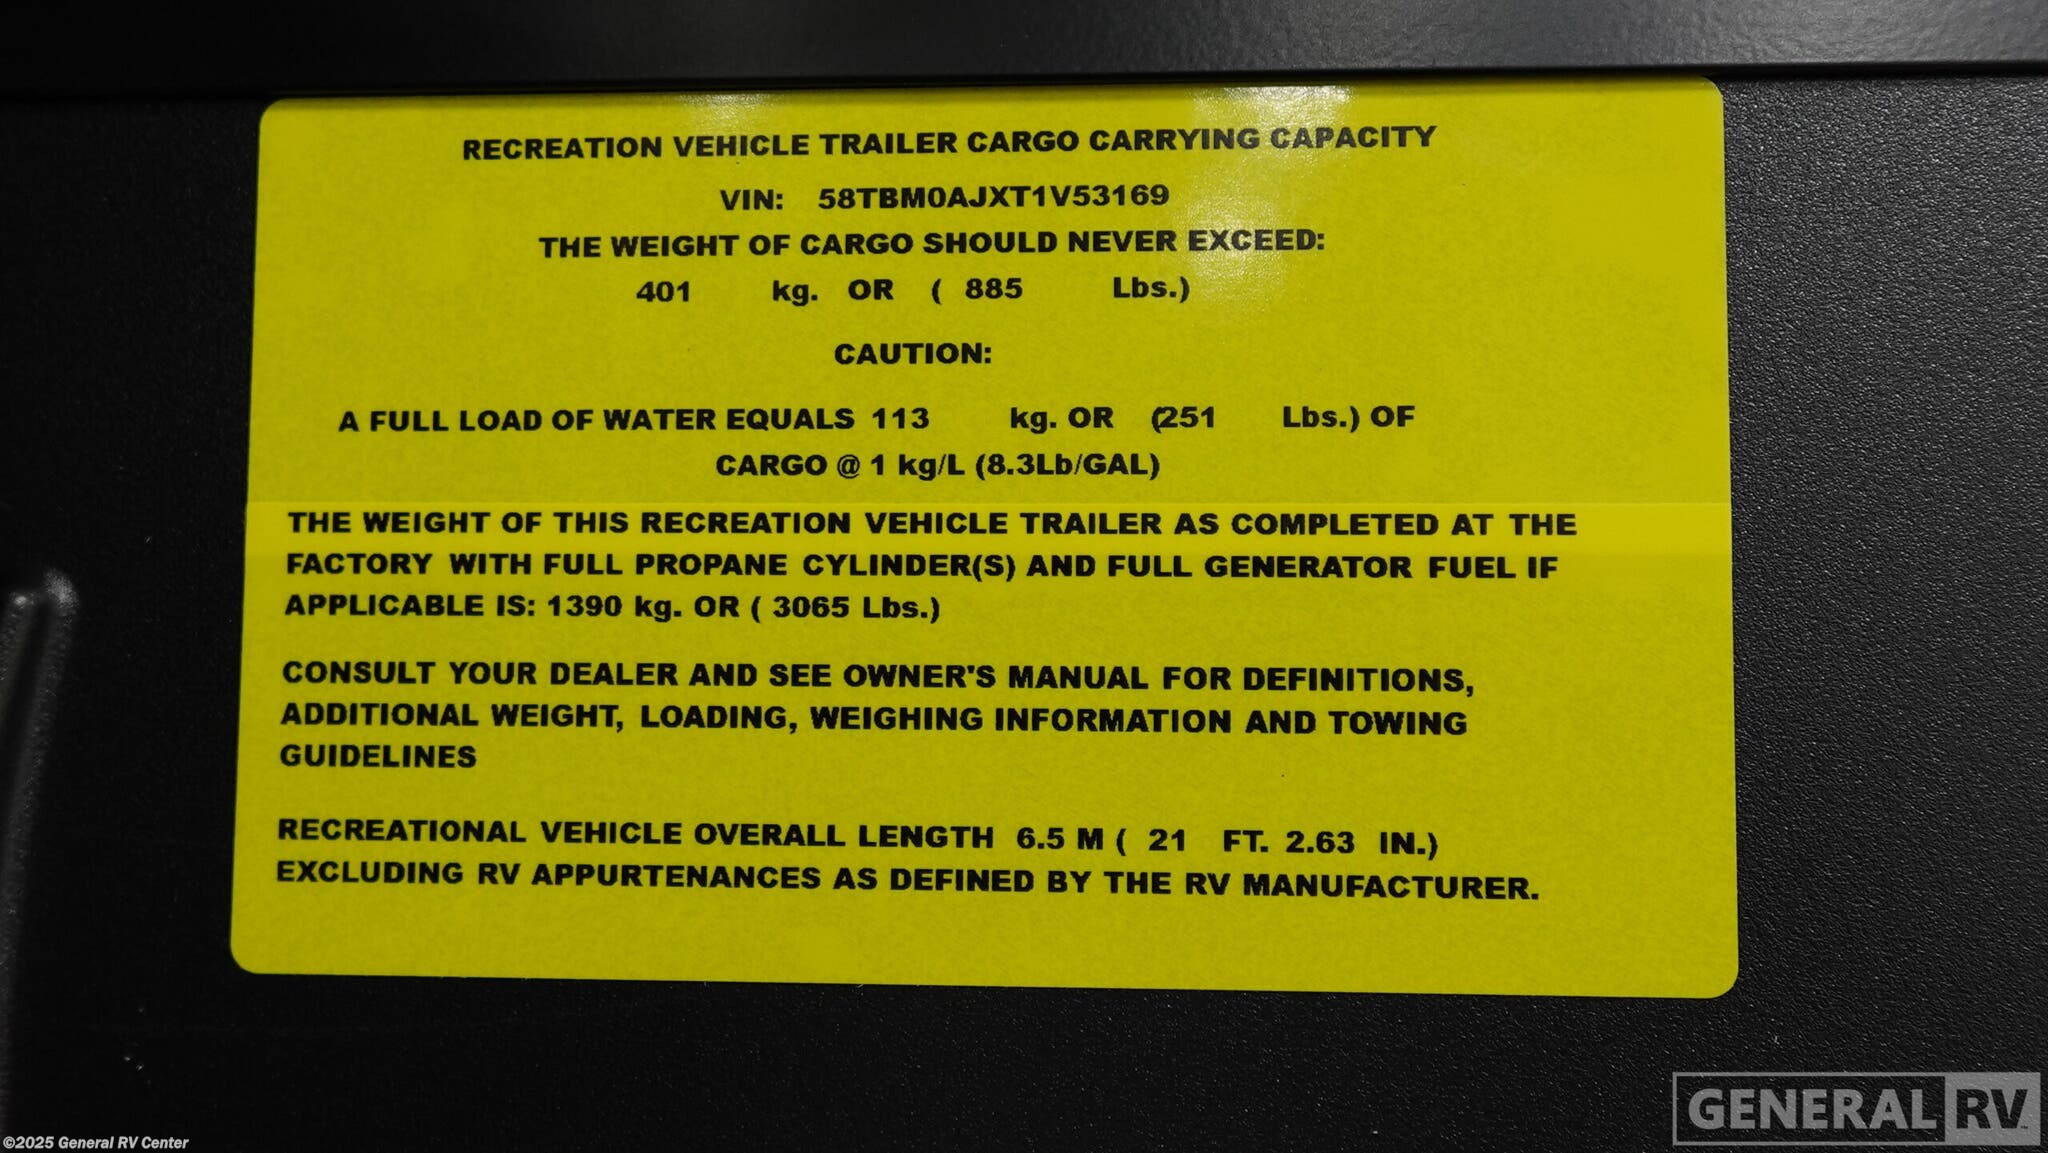 RECREATION VEHICLE TRAILER CARGO CARRYING CAPACITY
VIN: 58TBM0AJXT1V53169
THE WEIGHT OF CARGO SHOULD NEVER EXCEED:
401 kg. OR ( 885 Lbs.)
CAUTION:
A FULL LOAD OF WATER EQUALS 113 kg. OR (251 Lbs.) OF
CARGO @ 1 kg/L (8.3Lb/GAL)
THE WEIGHT OF THIS RECREATION VEHICLE TRAILER AS COMPLETED AT THE
FACTORY WITH FULL PROPANE CYLINDER(S) AND FULL GENERATOR FUEL IF
APPLICABLE IS: 1390 kg. OR ( 3065 Lbs.)
CONSULT YOUR DEALER AND SEE OWNER'S MANUAL FOR DEFINITIONS,
ADDITIONAL WEIGHT, LOADING, WEIGHING INFORMATION AND TOWING
GUIDELINES
RECREATIONAL VEHICLE OVERALL LENGTH 6.5 M ( 21 FT. 2.63 IN.)
EXCLUDING RV APPURTENANCES AS DEFINED BY THE RV MANUFACTURER.
GENERAL RV
©2025 General RV Center